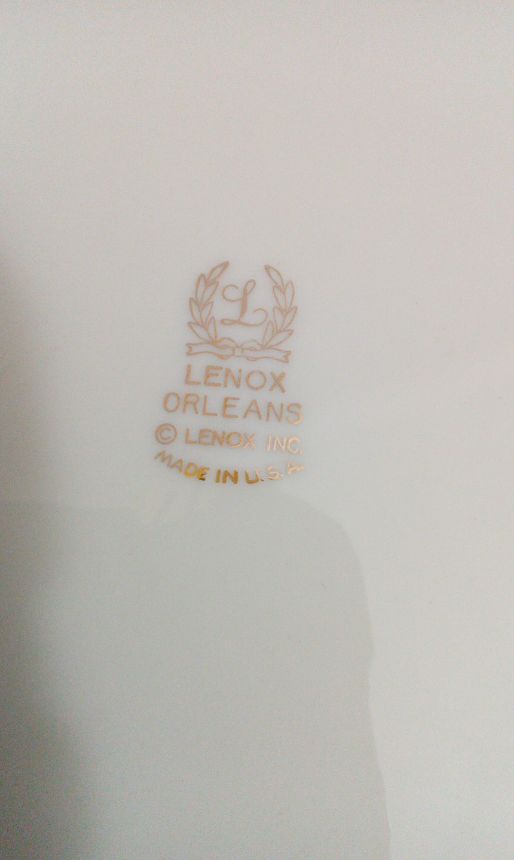 L
LENOX
ORLEANS
© LENOX INC.
MADE IN U.S.A.